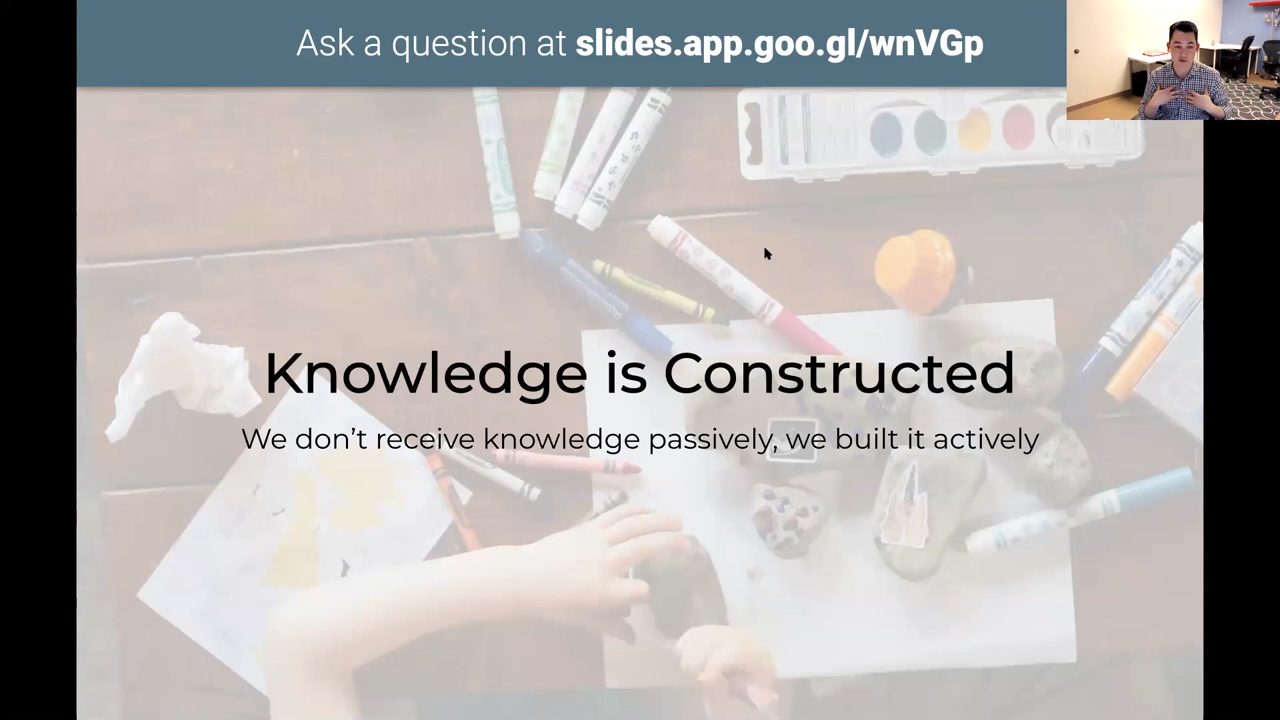 Ask a question at slides.app.goo.gl/wnVGp
Knowledge is Constructed
We don’t receive knowledge passively, we built it actively